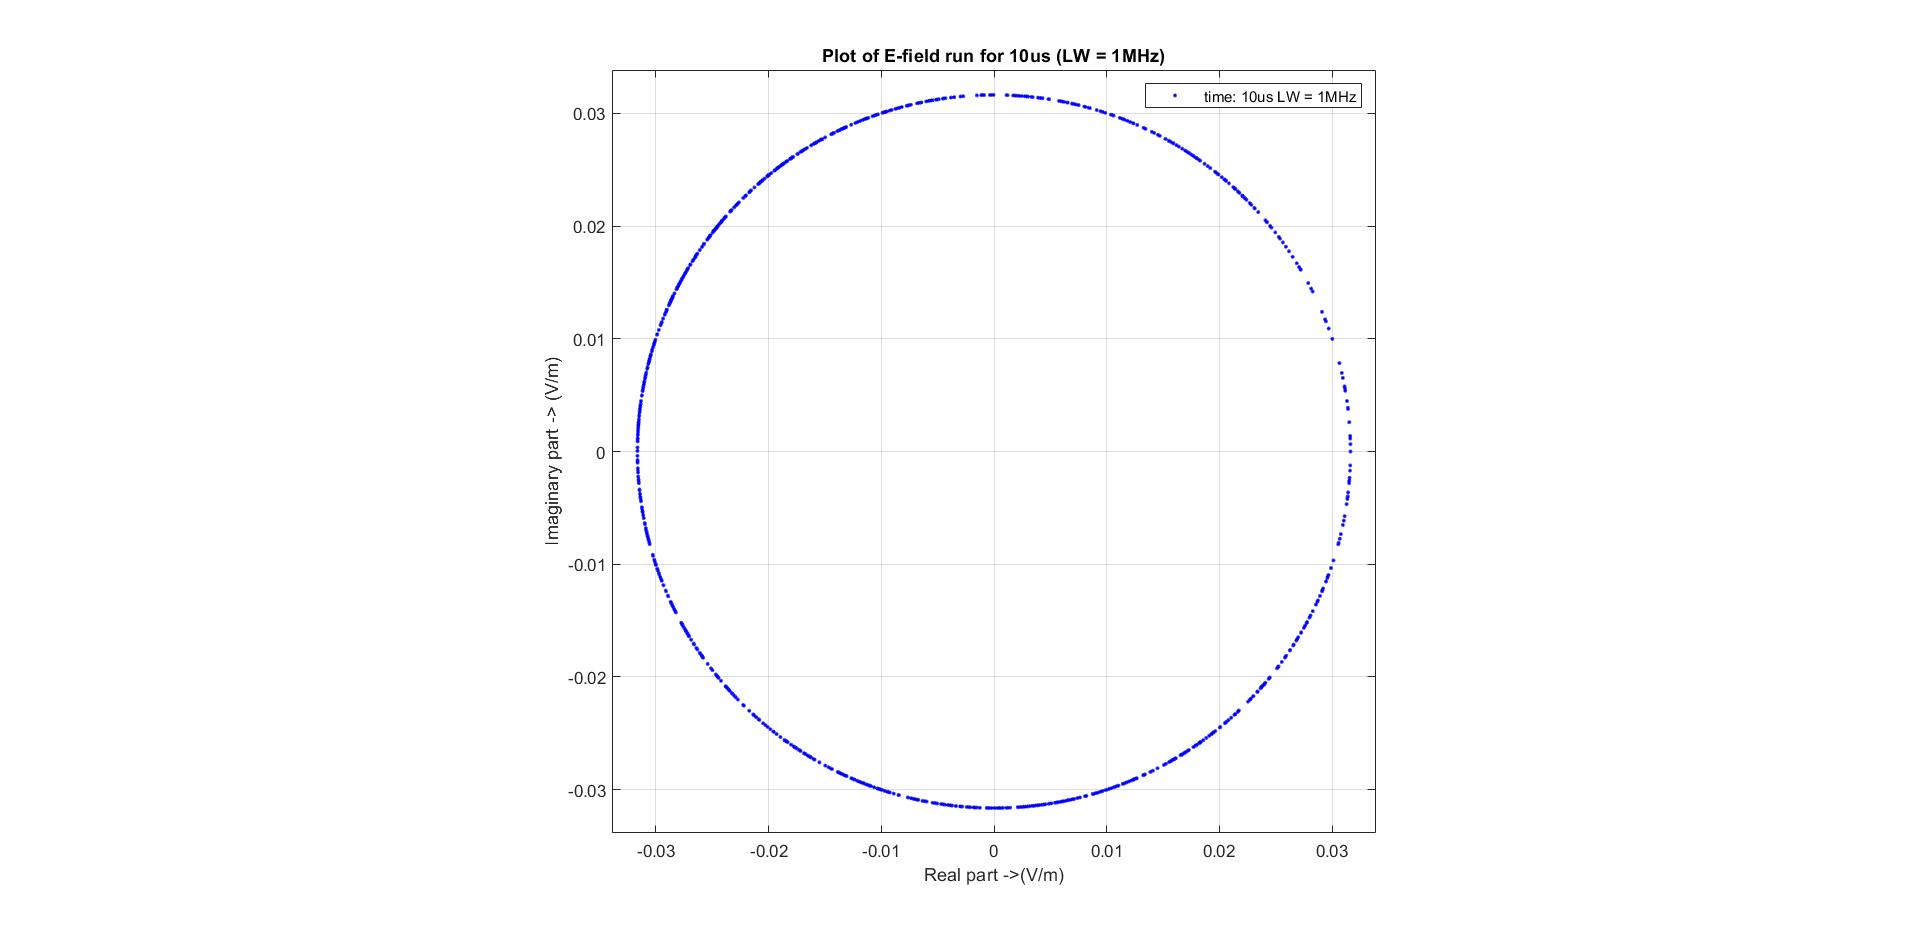 Plot of E-field run for 10us (LW = 1MHz)
time: 10us LW = 1MHz
Imaginary part -> (V/m)
0.03
0.02
0.01
0
-0.01
-0.02
-0.03
-0.03 -0.02 -0.01 0 0.01 0.02 0.03
Real part ->(V/m)